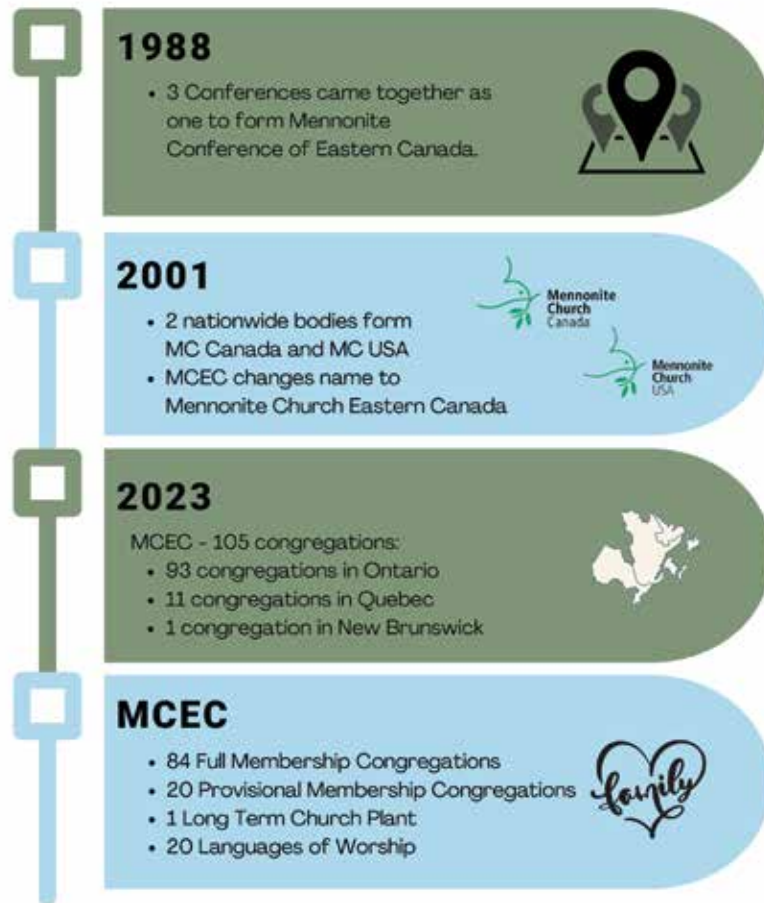 1988
• 3 Conferences came together as
one to form Mennonite
Conference of Eastern Canada.
2001
• 2 nationwide bodies form
MC Canada and MC USA
• MCEC changes name to
Mennonite Church Eastern Canada
Mennonite
Church
Canada
Mennonite
Church
USA
2023
MCEC - 105 congregations:
• 93 congregations in Ontario
• 11 congregations in Quebec
• 1 congregation in New Brunswick
MCEC
• 84 Full Membership Congregations
• 20 Provisional Membership Congregations
• 1 Long Term Church Plant
• 20 Languages of Worship
family